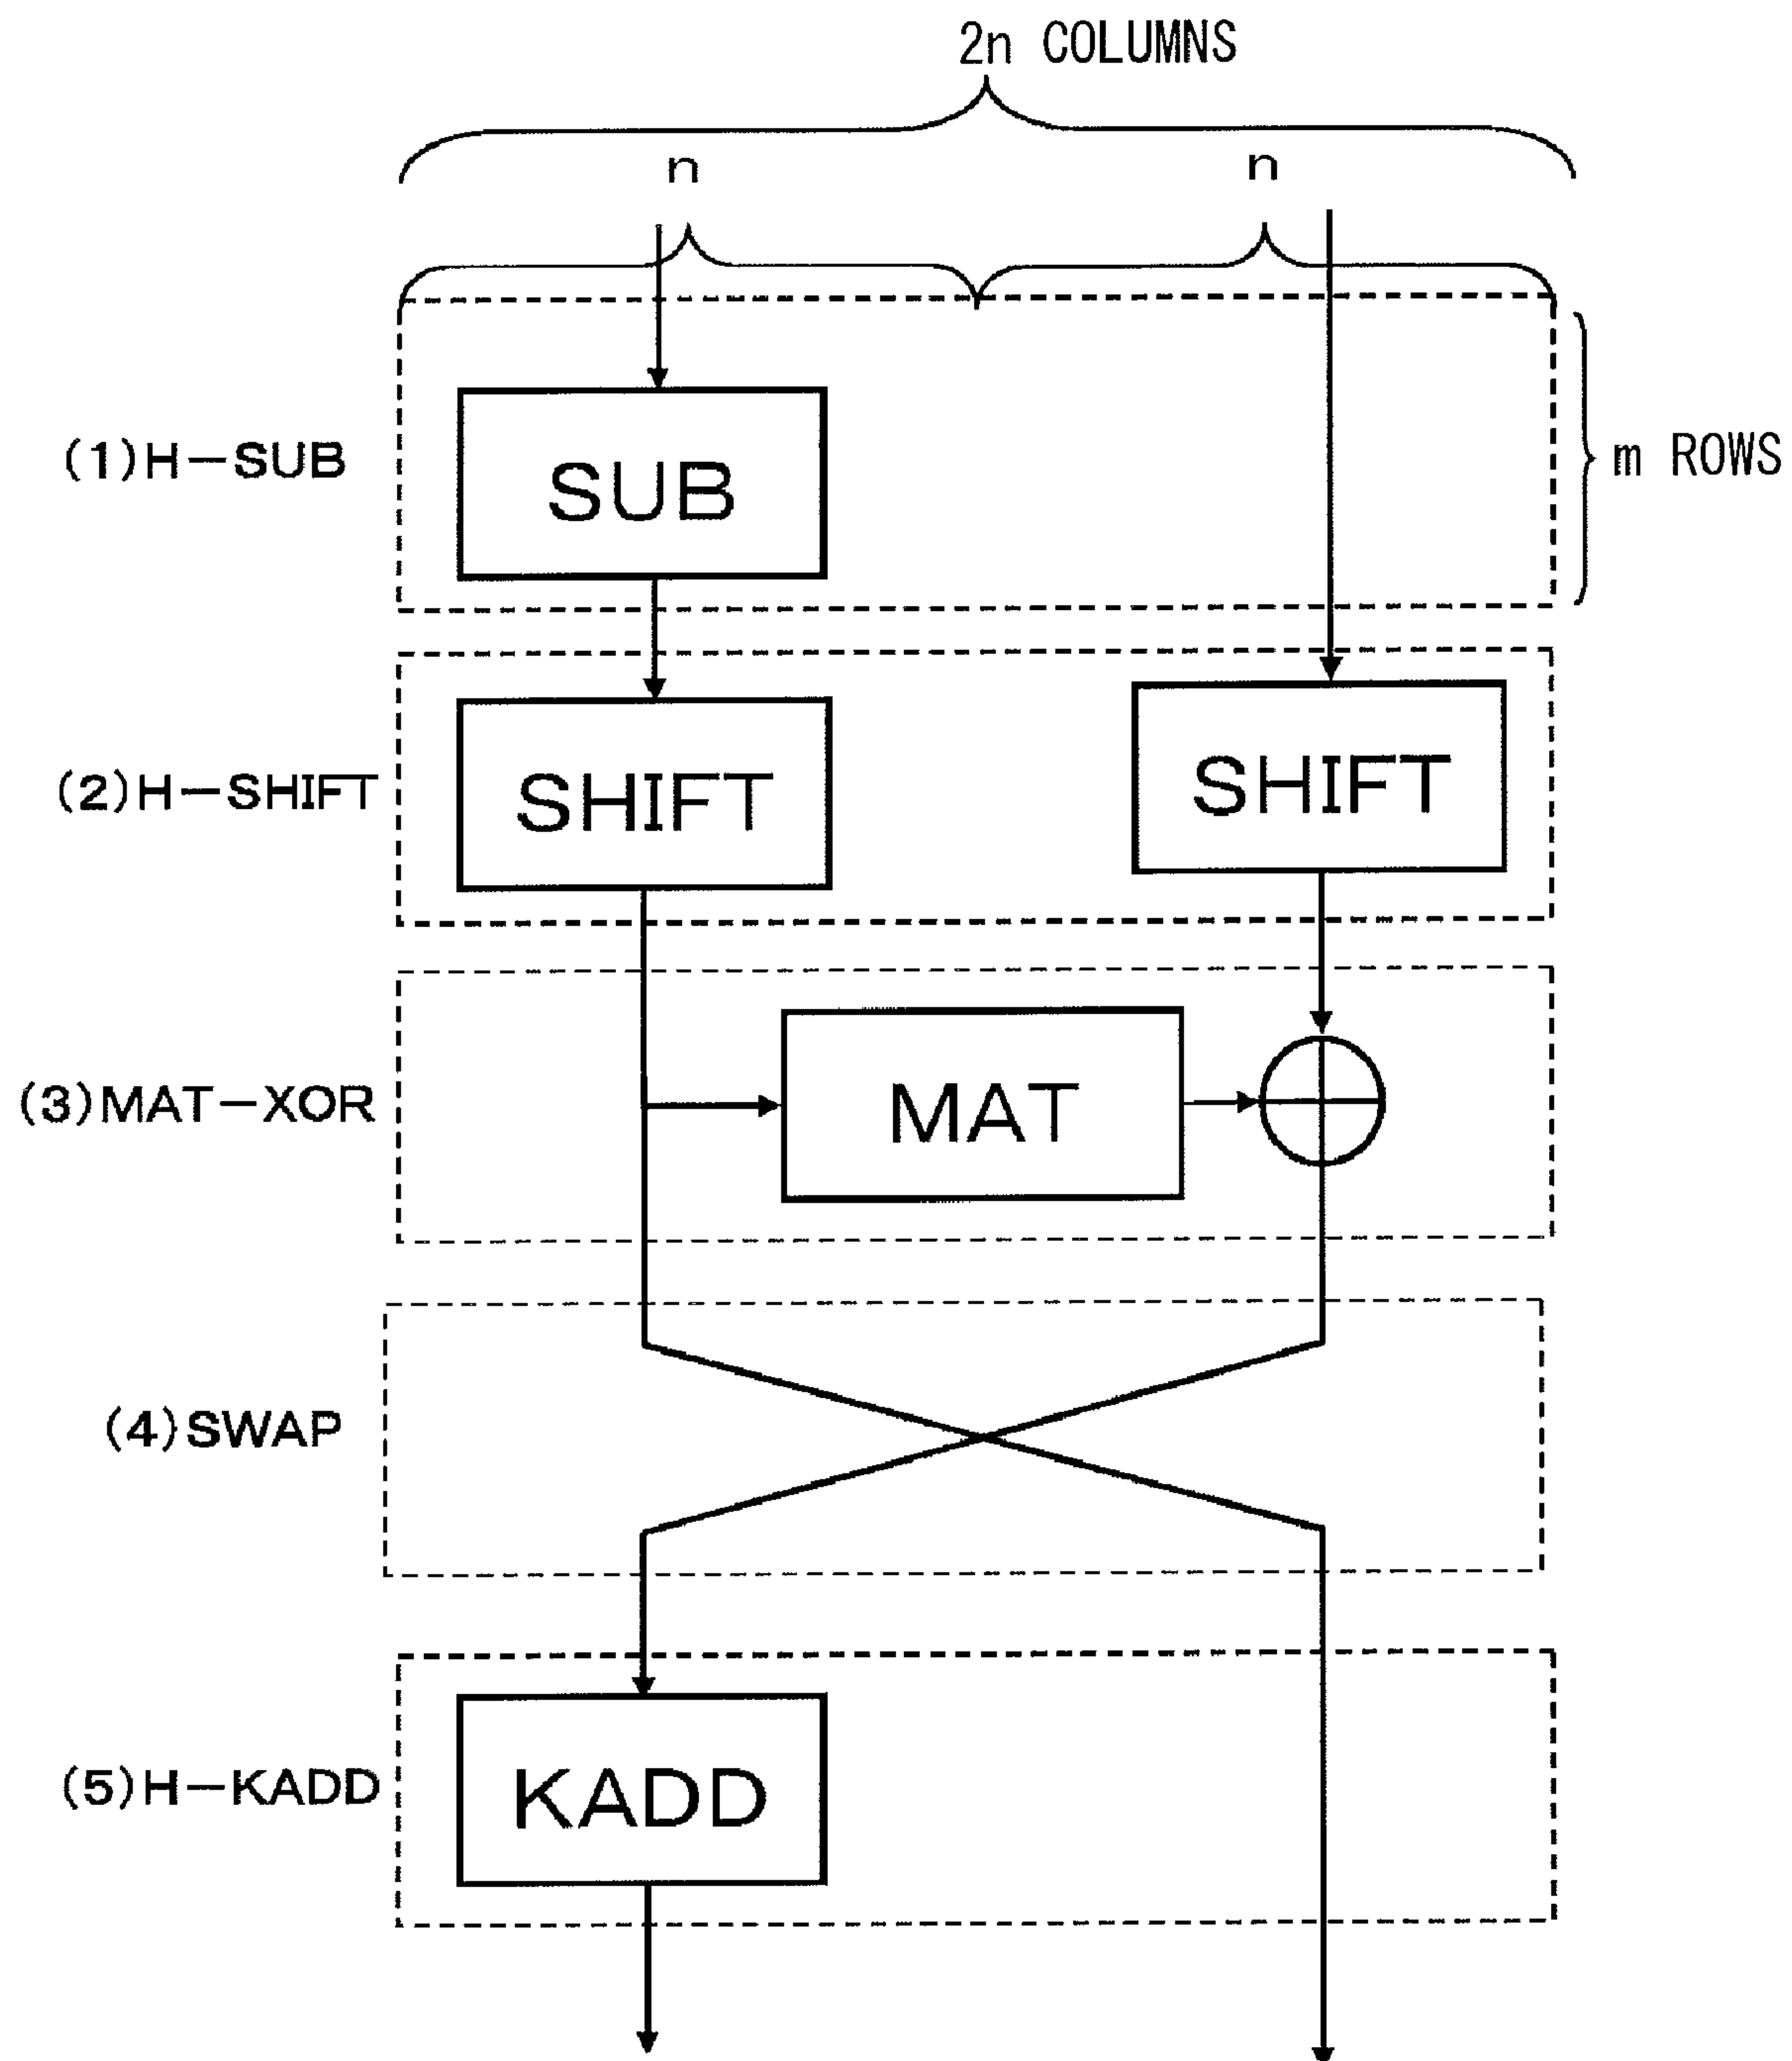 2n COLUMNS
n
n
(1)H-SUB
SUB
m ROWS
(2)H-SHIFT
SHIFT
SHIFT
(3)MAT-XOR
MAT
(4)SWAP
(5)H-KADD
KADD